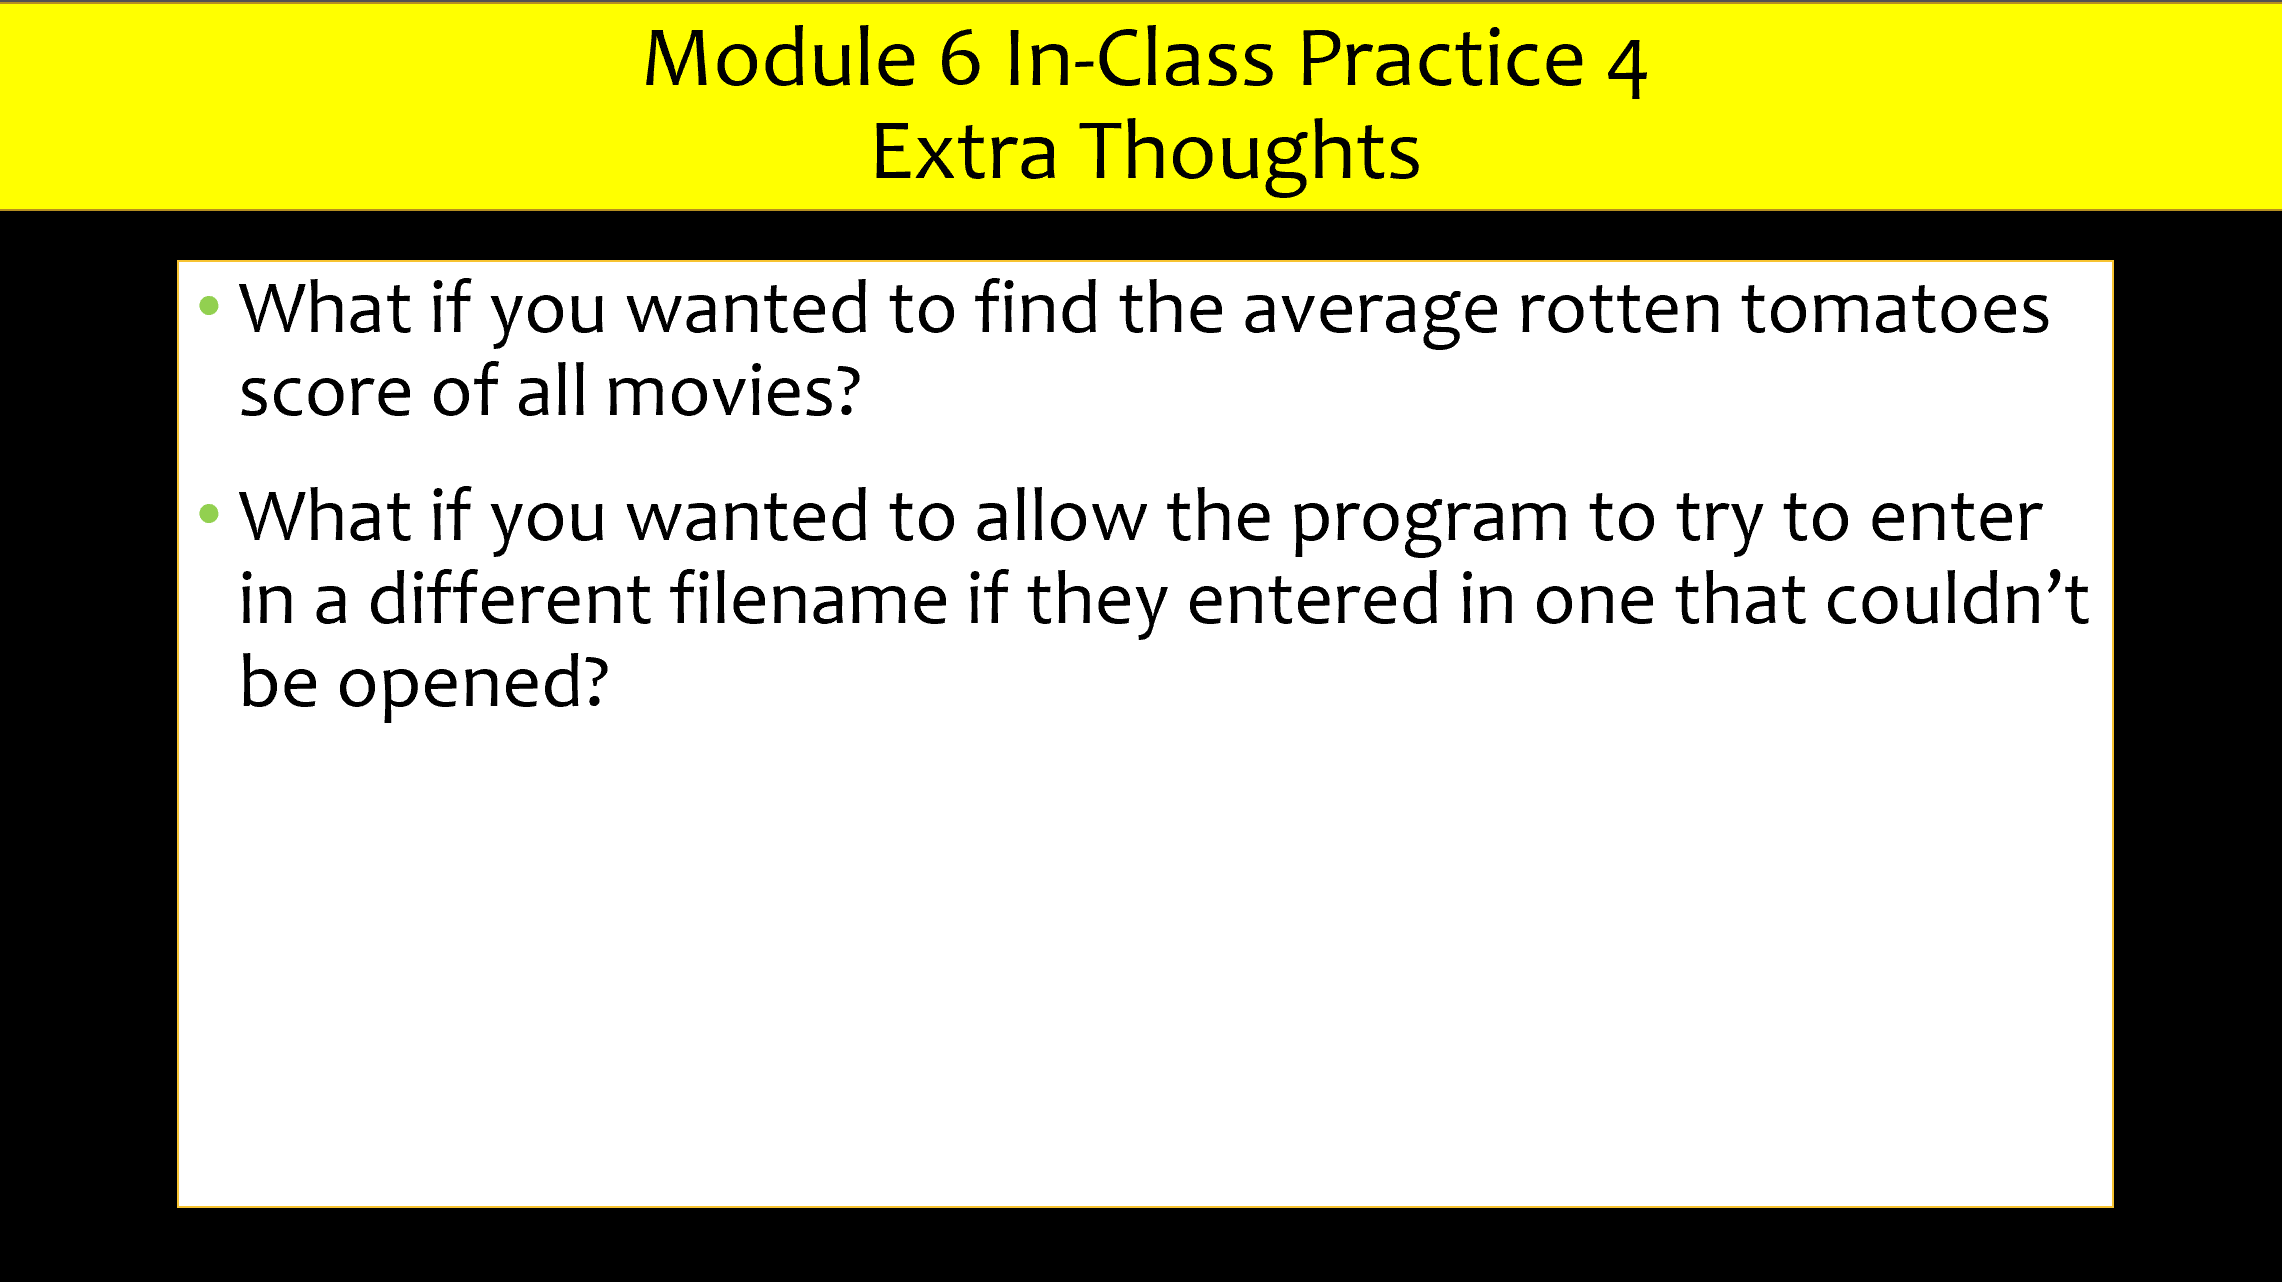 Module 6 In-Class Practice 4
Extra Thoughts
• What if you wanted to find the average rotten tomatoes
score of all movies?
• What if you wanted to allow the program to try to enter
in a different filename if they entered in one that couldn’t
be opened?